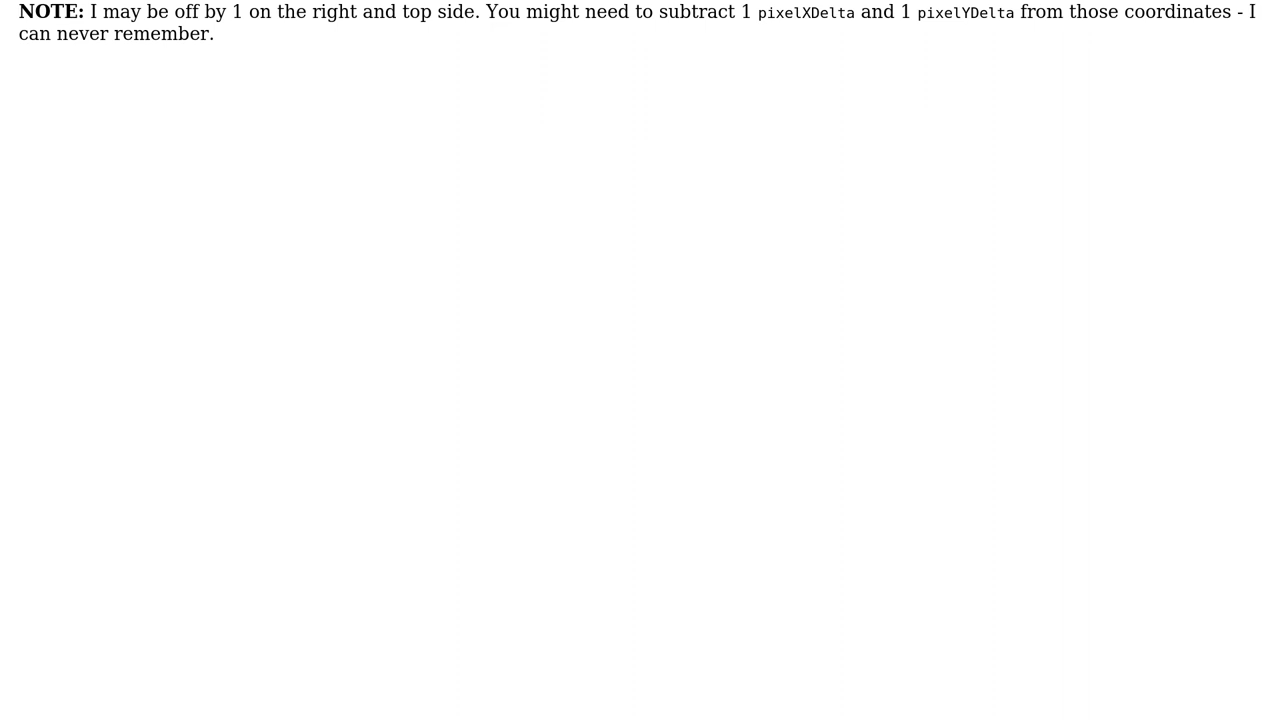 NOTE: I may be off by 1 on the right and top side. You might need to subtract 1 pixelXDelta and 1 pixelYDelta from those coordinates - I
can never remember.